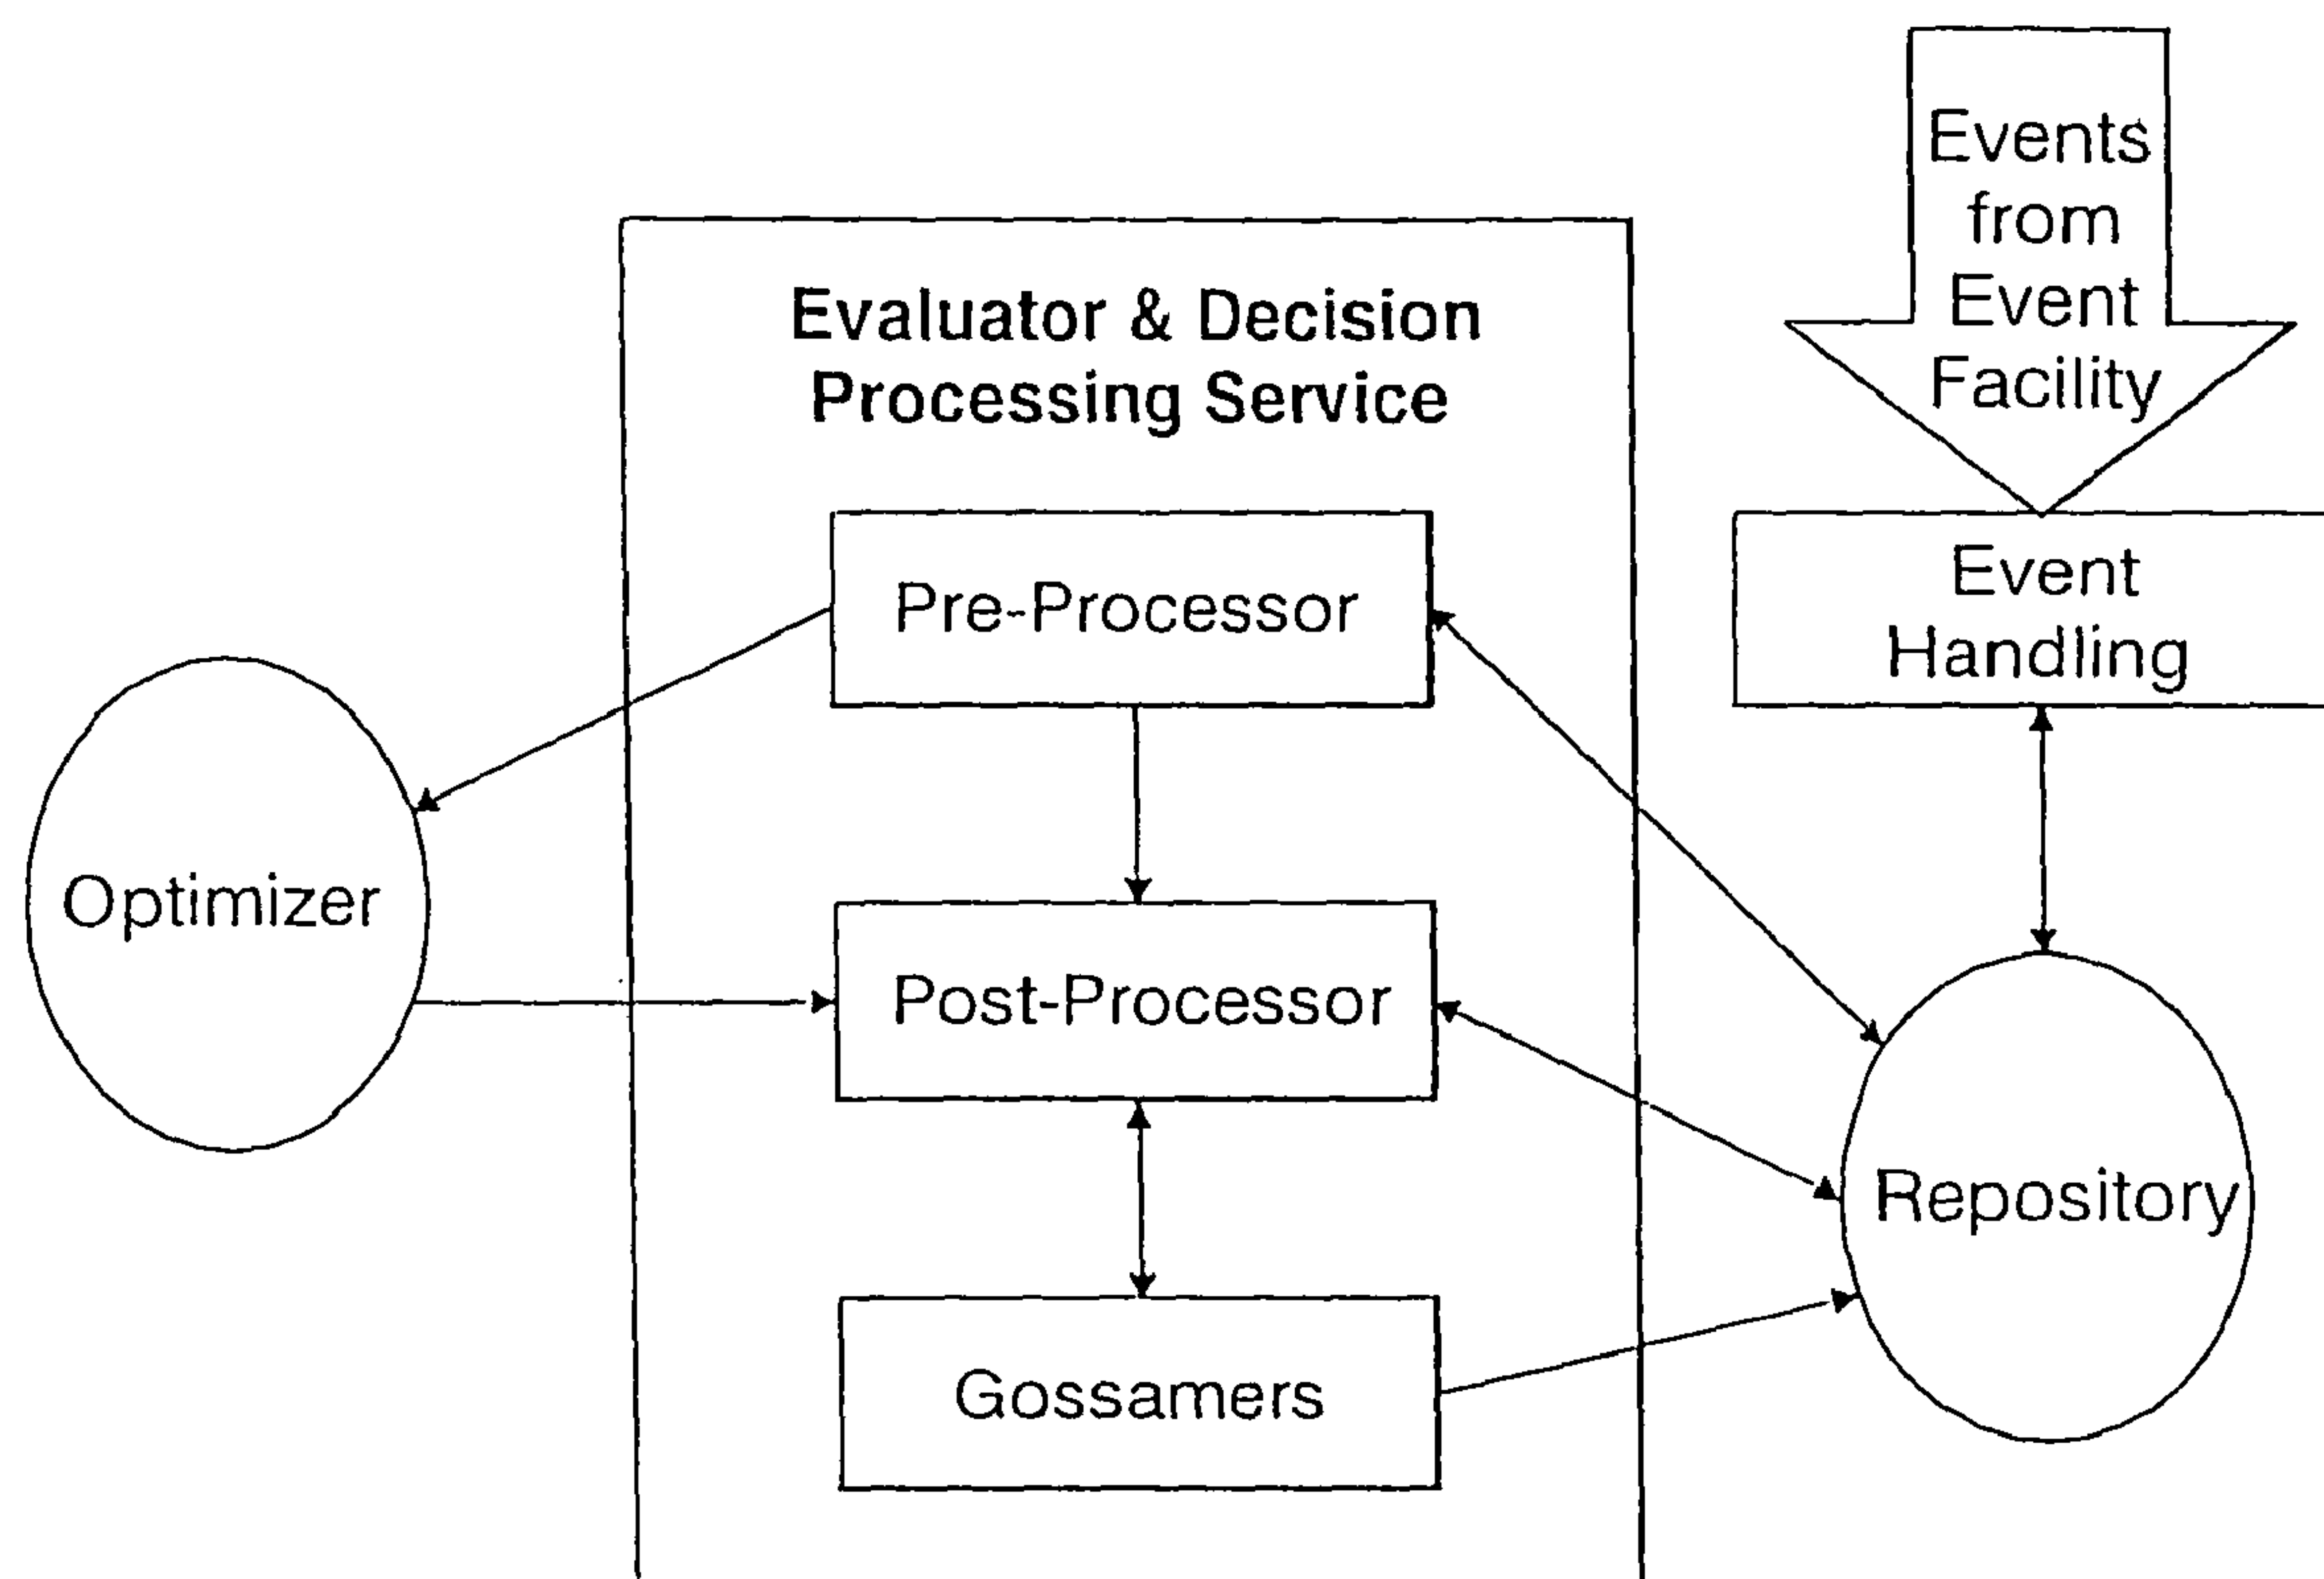 Events
from
Event
Facility
Evaluator & Decision
Processing Service
Pre-Processor
Event
Handling
Optimizer
Post-Processor
Repository
Gossamers